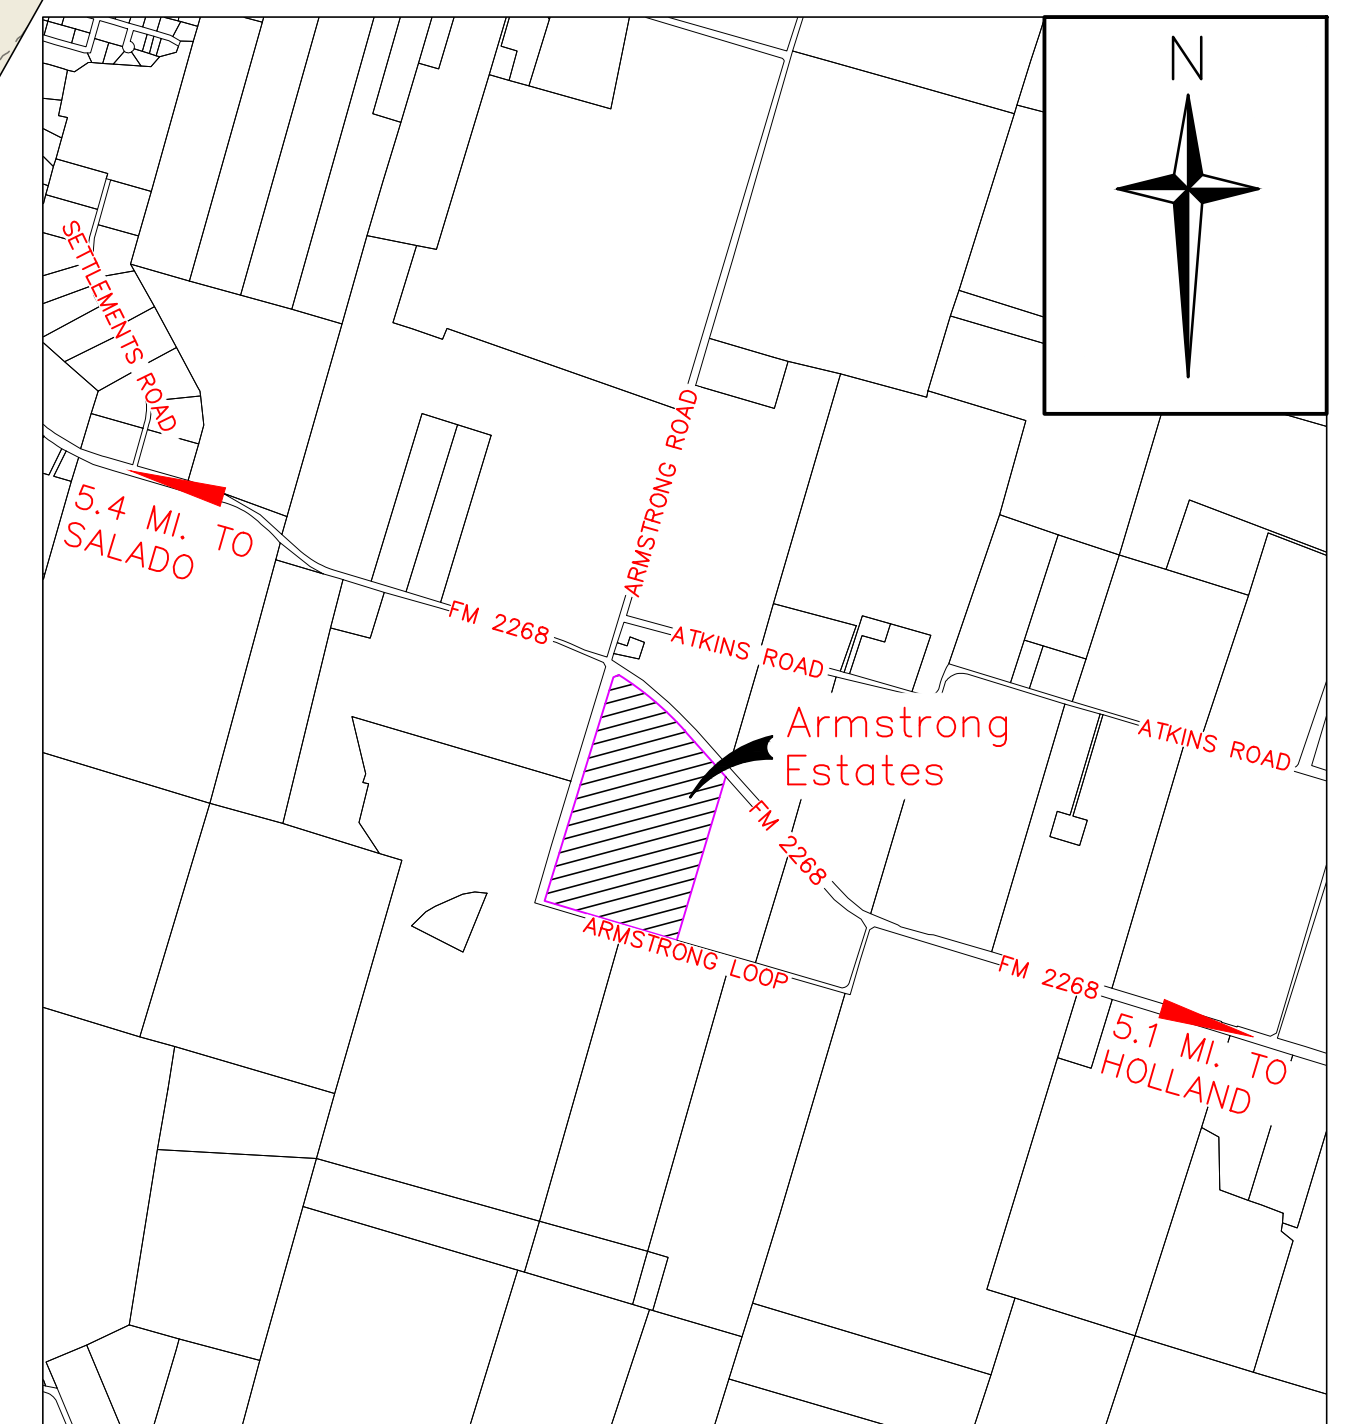 N
SETTLEMENTS ROAD
ARMSTRONG ROAD
5.4 MI. TO
SALADO
FM 2268
ATKINS ROAD
Armstrong
Estates
ATKINS ROAD
FM 2268
ARMSTRONG LOOP
FM 2268
5.1 MI. TO
HOLLAND